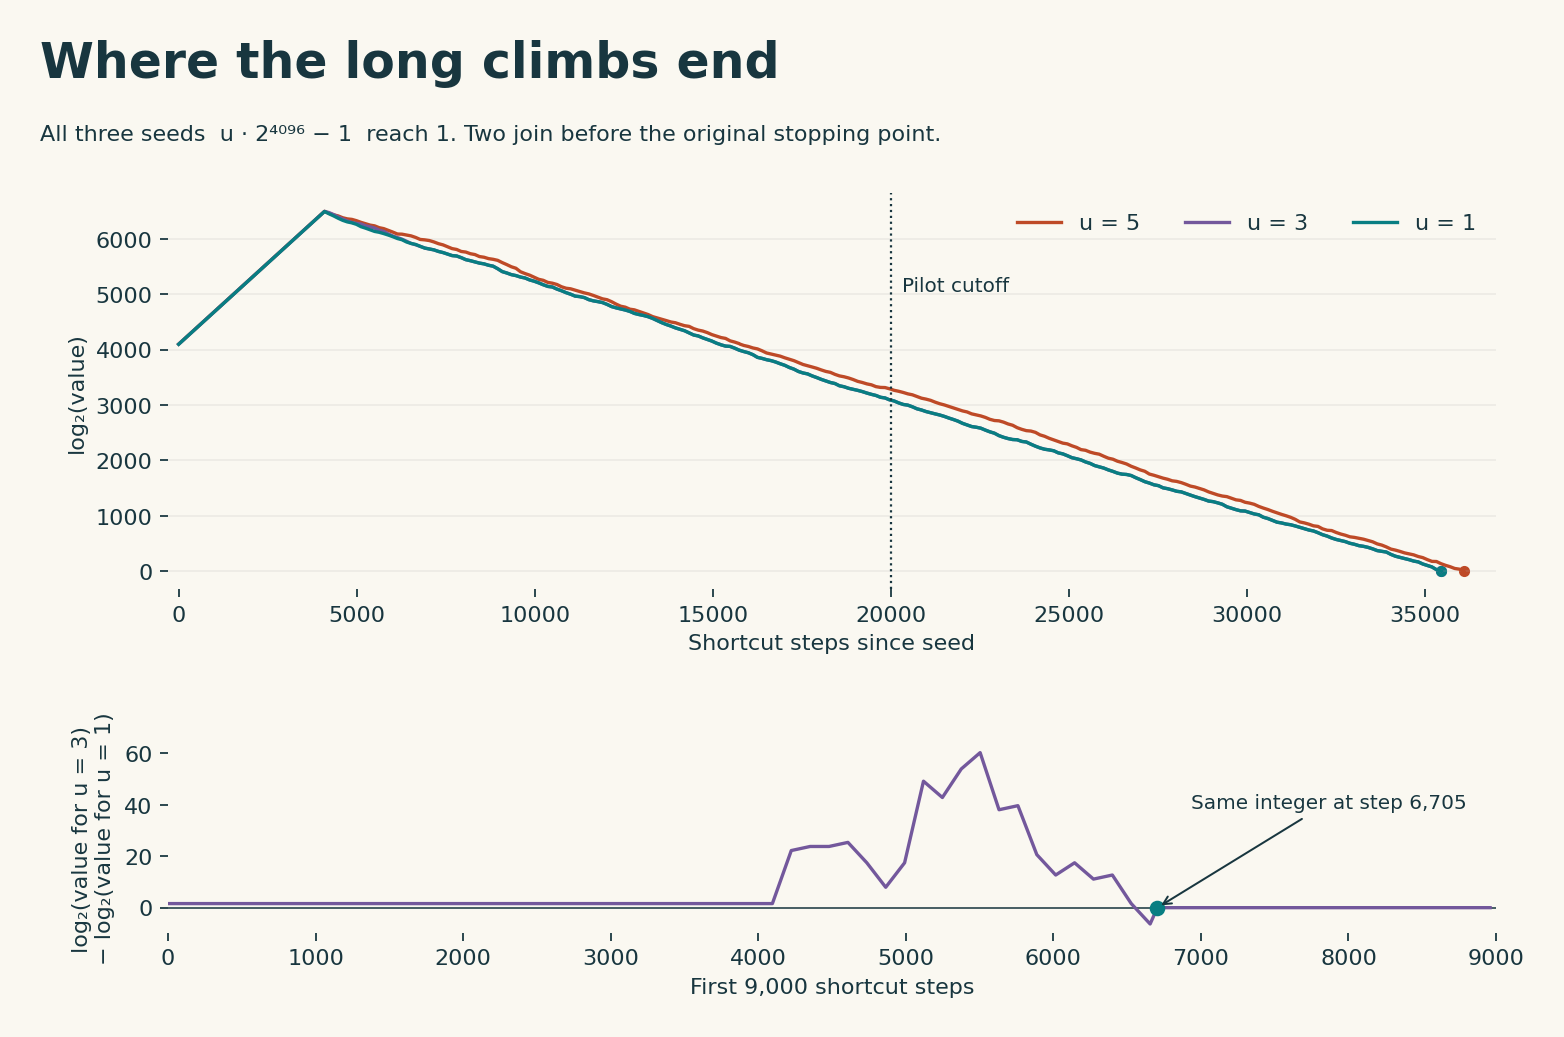 Where the long climbs end
All three seeds  u · 2⁴⁰⁹⁶ − 1  reach 1. Two join before the original stopping point.
u = 5
u = 3
u = 1
Pilot cutoff
log₂(value)
6000
5000
4000
3000
2000
1000
0
0
5000
10000
15000
20000
25000
30000
35000
Shortcut steps since seed
log₂(value for u = 3)
− log₂(value for u = 1)
60
40
20
0
Same integer at step 6,705
0
1000
2000
3000
4000
5000
6000
7000
8000
9000
First 9,000 shortcut steps